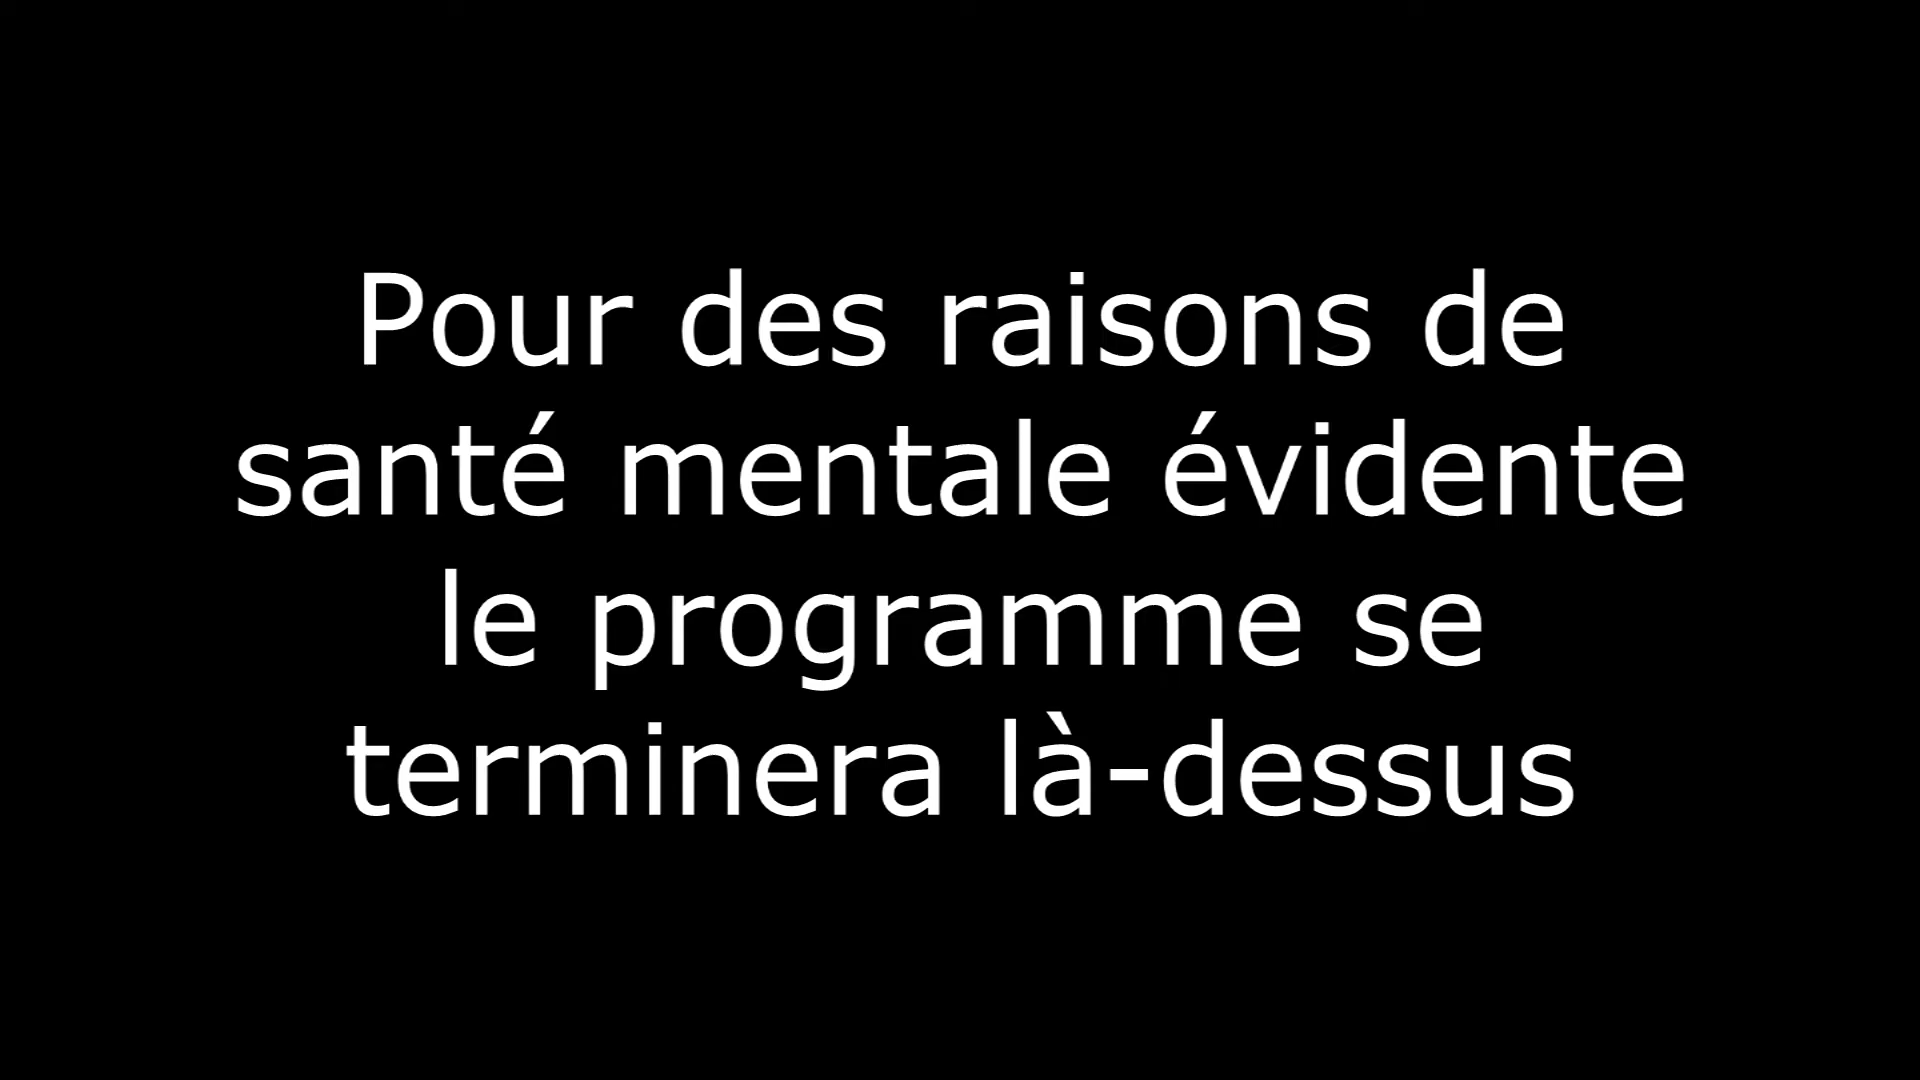 Pour des raisons de
santé mentale évidente
le programme se
terminera là-dessus